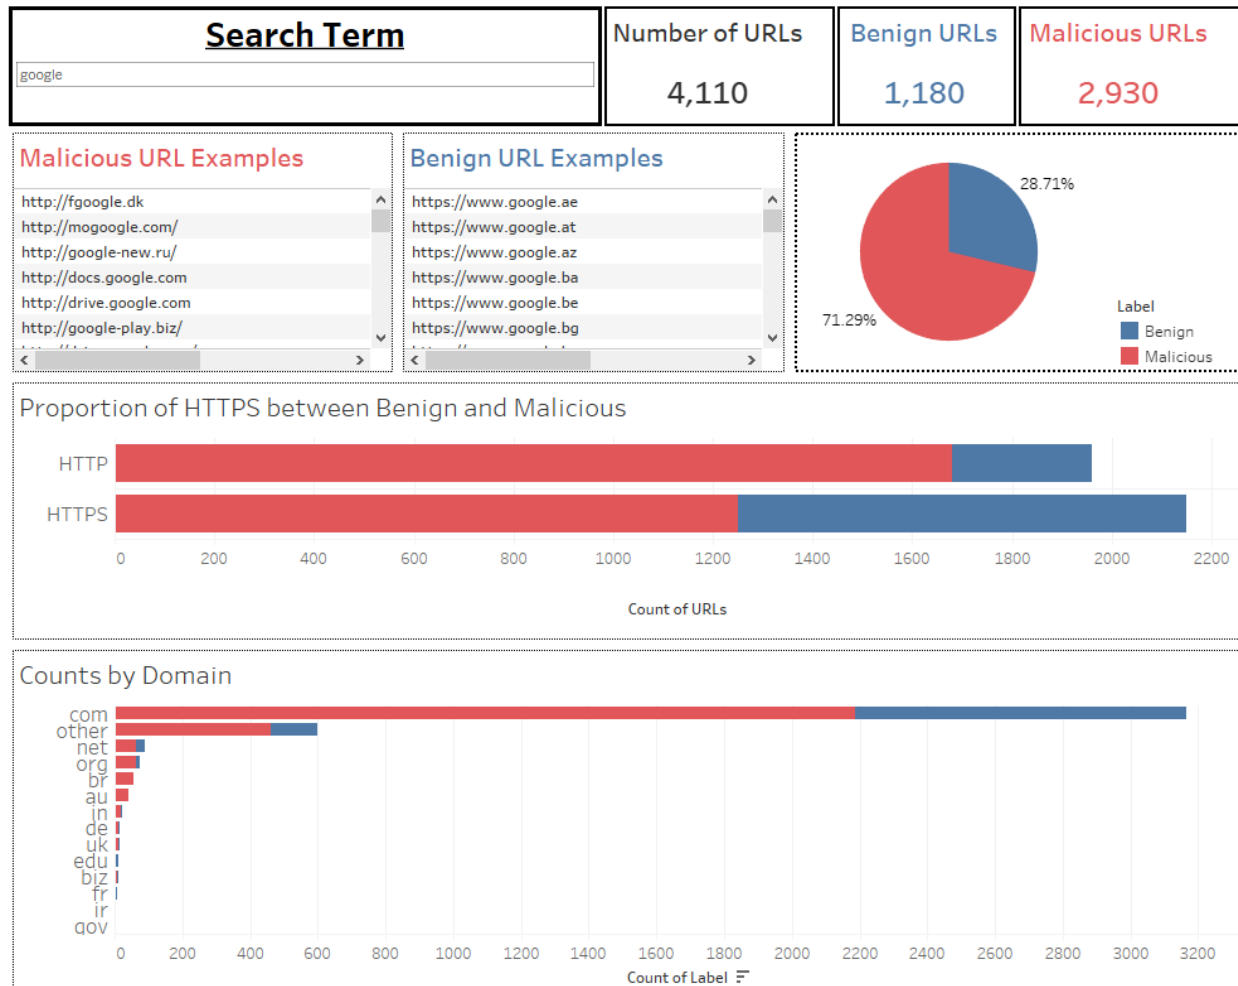 Search Term
google
Number of URLs
4,110
Benign URLs
1,180
Malicious URLs
2,930
Malicious URL Examples
http://fgoogle.dk
http://mogoogle.com/
http://google-new.ru/
http://docs.google.com
http://drive.google.com
http://google-play.biz/
Benign URL Examples
https://www.google.ae
https://www.google.at
https://www.google.az
https://www.google.ba
https://www.google.be
https://www.google.bg
28.71%
71.29%
Label
Benign
Malicious
Proportion of HTTPS between Benign and Malicious
HTTP
HTTPS
0 200 400 600 800 1000 1200 1400 1600 1800 2000 2200
Count of URLs
Counts by Domain
com
other
net
org
br
au
in
de
uk
edu
biz
fr
ir
gov
0 200 400 600 800 1000 1200 1400 1600 1800 2000 2200 2400 2600 2800 3000 3200
Count of Label